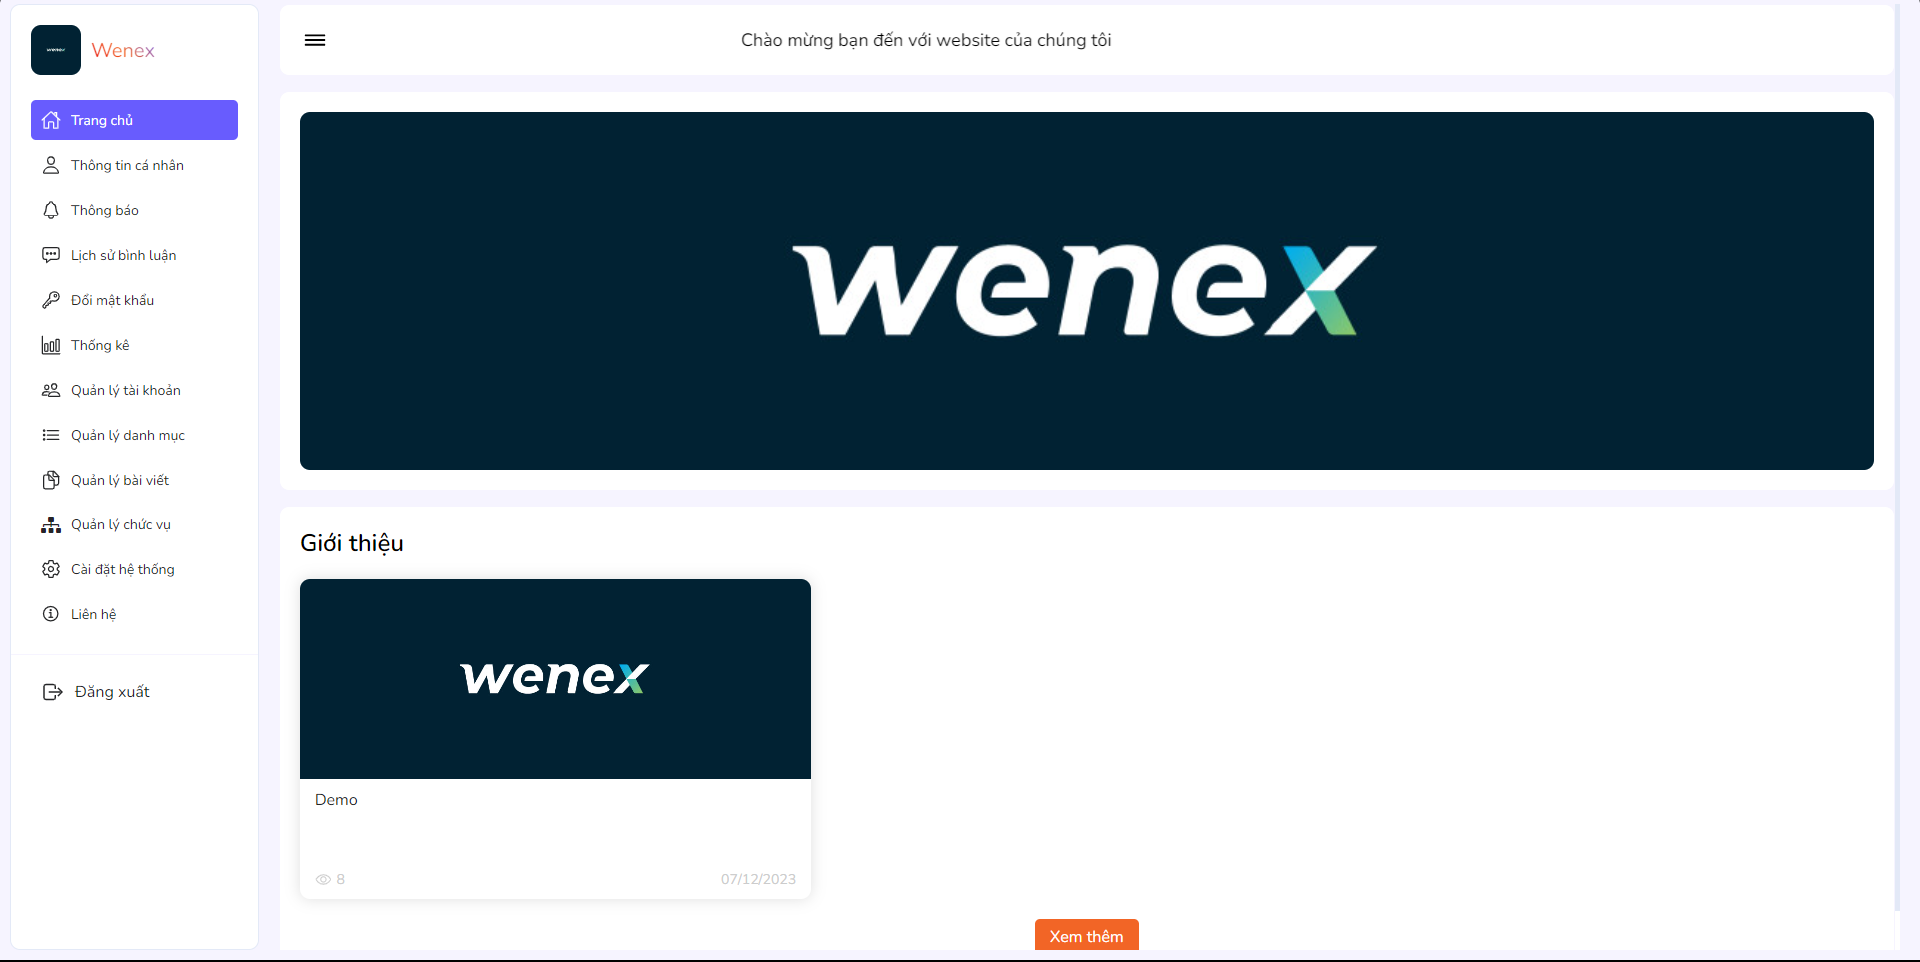 wenex
Wenex
Trang chủ
Thông tin cá nhân
Thông báo
Lịch sử bình luận
Đổi mật khẩu
Thống kê
Quản lý tài khoản
Quản lý danh mục
Quản lý bài viết
Quản lý chức vụ
Cài đặt hệ thống
Liên hệ
Đăng xuất
Chào mừng bạn đến với website của chúng tôi
wenex
Giới thiệu
wenex
Demo
8
07/12/2023
Xem thêm